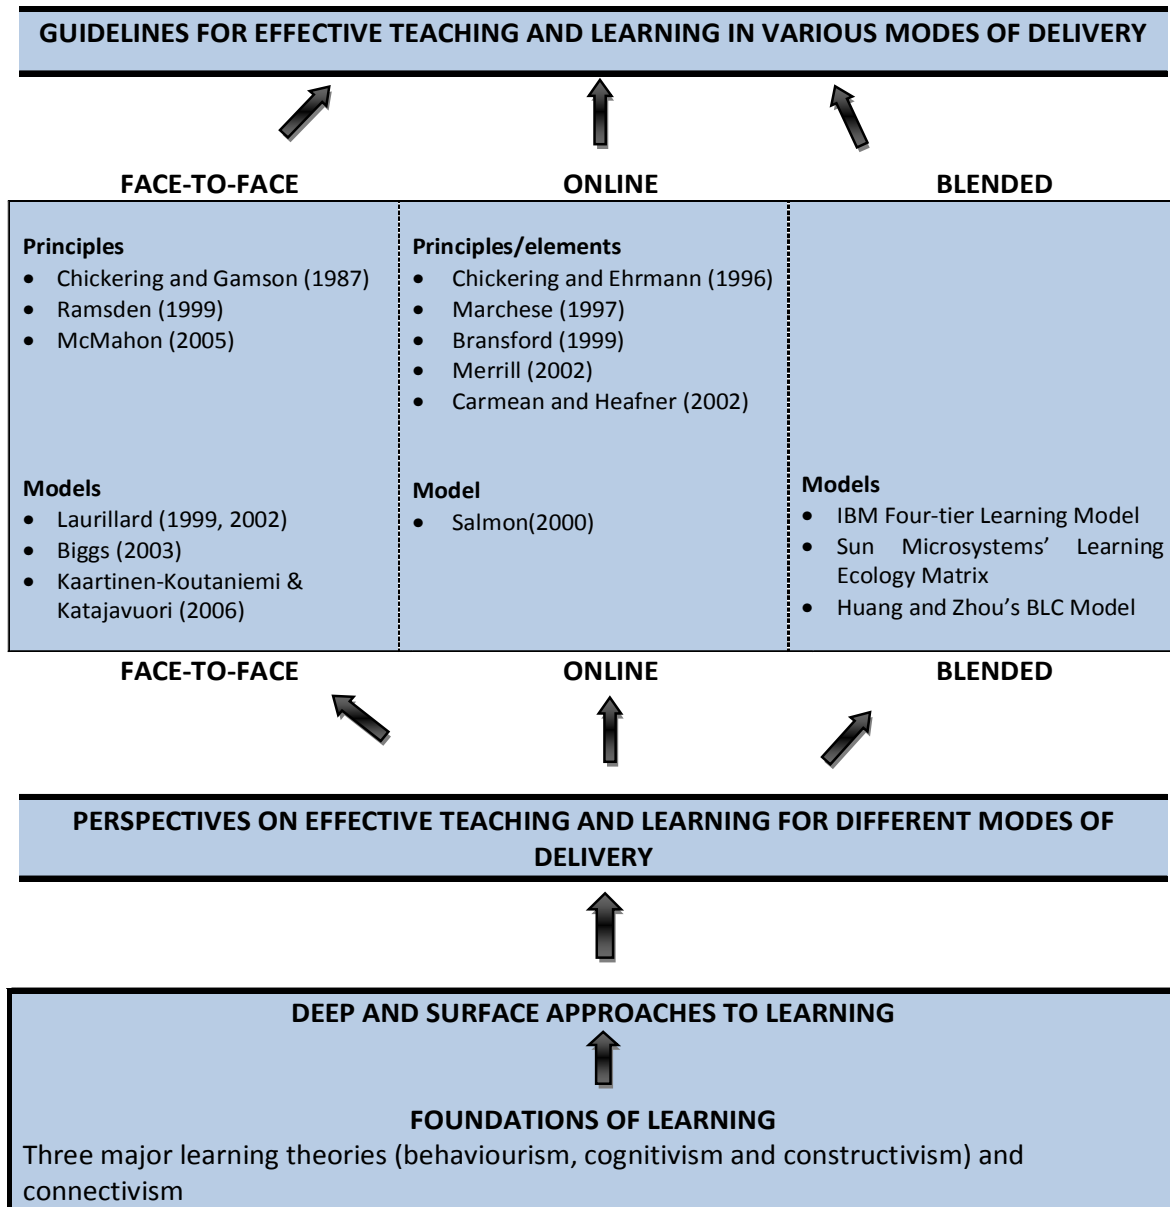 GUIDELINES FOR EFFECTIVE TEACHING AND LEARNING IN VARIOUS MODES OF DELIVERY
FACE-TO-FACE
ONLINE
BLENDED
Principles
• Chickering and Gamson (1987)
• Ramsden (1999)
• McMahon (2005)
Models
• Laurillard (1999, 2002)
• Biggs (2003)
• Kaartinen-Koutaniemi &
Katajavuori (2006)
Principles/elements
• Chickering and Ehrmann (1996)
• Marchese (1997)
• Bransford (1999)
• Merrill (2002)
• Carmean and Heafner (2002)
Model
• Salmon(2000)
Models
• IBM Four-tier Learning Model
• Sun Microsystems’ Learning
Ecology Matrix
• Huang and Zhou’s BLC Model
FACE-TO-FACE
ONLINE
BLENDED
PERSPECTIVES ON EFFECTIVE TEACHING AND LEARNING FOR DIFFERENT MODES OF
DELIVERY
DEEP AND SURFACE APPROACHES TO LEARNING
FOUNDATIONS OF LEARNING
Three major learning theories (behaviourism, cognitivism and constructivism) and
connectivism